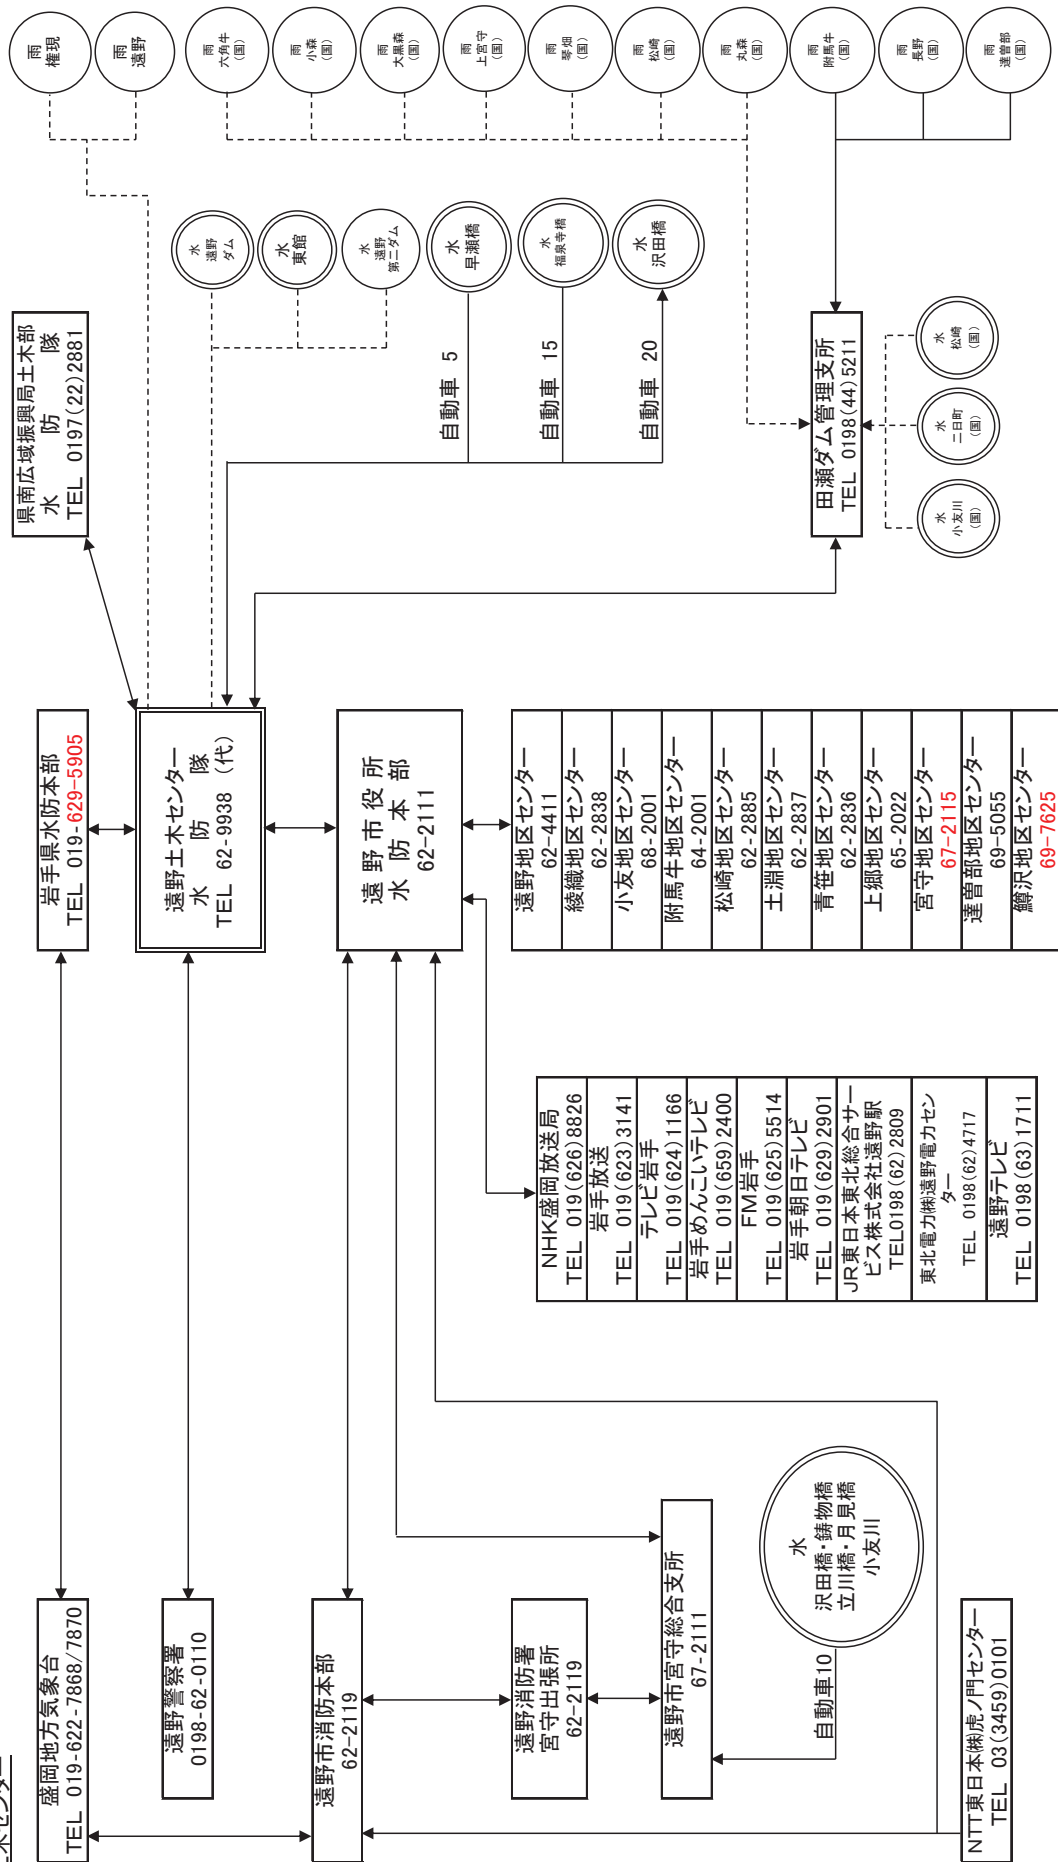 土木センター
盛岡地方気象台
TEL 019-622-7868/7870
遠野警察署
0198-62-0110
遠野市消防本部
62-2119
遠野消防署
宮守出張所
62-2119
遠野市宮守総合支所
67-2111
自動車10
水
沢田橋・鋳物橋
立川橋・月見橋
小友川
NTT東日本㈱虎ノ門センター
TEL 03(3459)0101
NHK盛岡放送局
TEL 019(626)8826
岩手放送
TEL 019(623)3141
テレビ岩手
TEL 019(624)1166
岩手めんこいテレビ
TEL 019(659)2400
FM岩手
TEL 019(625)5514
岩手朝日テレビ
TEL 019(629)2901
JR東日本東北総合サー
ビス株式会社遠野駅
TEL0198(62)2809
東北電力㈱遠野電力セン
ター
TEL 0198(62)4717
遠野テレビ
TEL 0198(63)1711
岩手県水防本部
TEL 019-629-5905
遠野土木センター
水 防 隊
TEL 62-9938 (代)
遠野市役所
水防本部
62-2111
遠野地区センター
62-4411
綾織地区センター
62-2838
小友地区センター
68-2001
附馬牛地区センター
64-2001
松崎地区センター
62-2885
土淵地区センター
62-2837
青笹地区センター
62-2836
上郷地区センター
65-2022
宮守地区センター
67-2115
達曽部地区センター
69-5055
鱒沢地区センター
69-7625
県南広域振興局土木部
水 防 隊
TEL 0197(22)2881
自動車 5
自動車 15
自動車 20
田瀬ダム管理支所
TEL 0198(44)5211
水
小友川
(国)
水
二日町
(国)
水
松崎
(国)
水
遠野
ダム
水
東館
水
遠野
第二ダム
水
早瀬橋
水
福泉寺橋
水
沢田橋
雨
権現
雨
遠野
雨
六角牛
(国)
雨
小森
(国)
雨
大黒森
(国)
雨
上宮守
(国)
雨
琴畑
(国)
雨
松崎
(国)
雨
丸森
(国)
雨
附馬牛
(国)
雨
長野
(国)
雨
達曽部
(国)